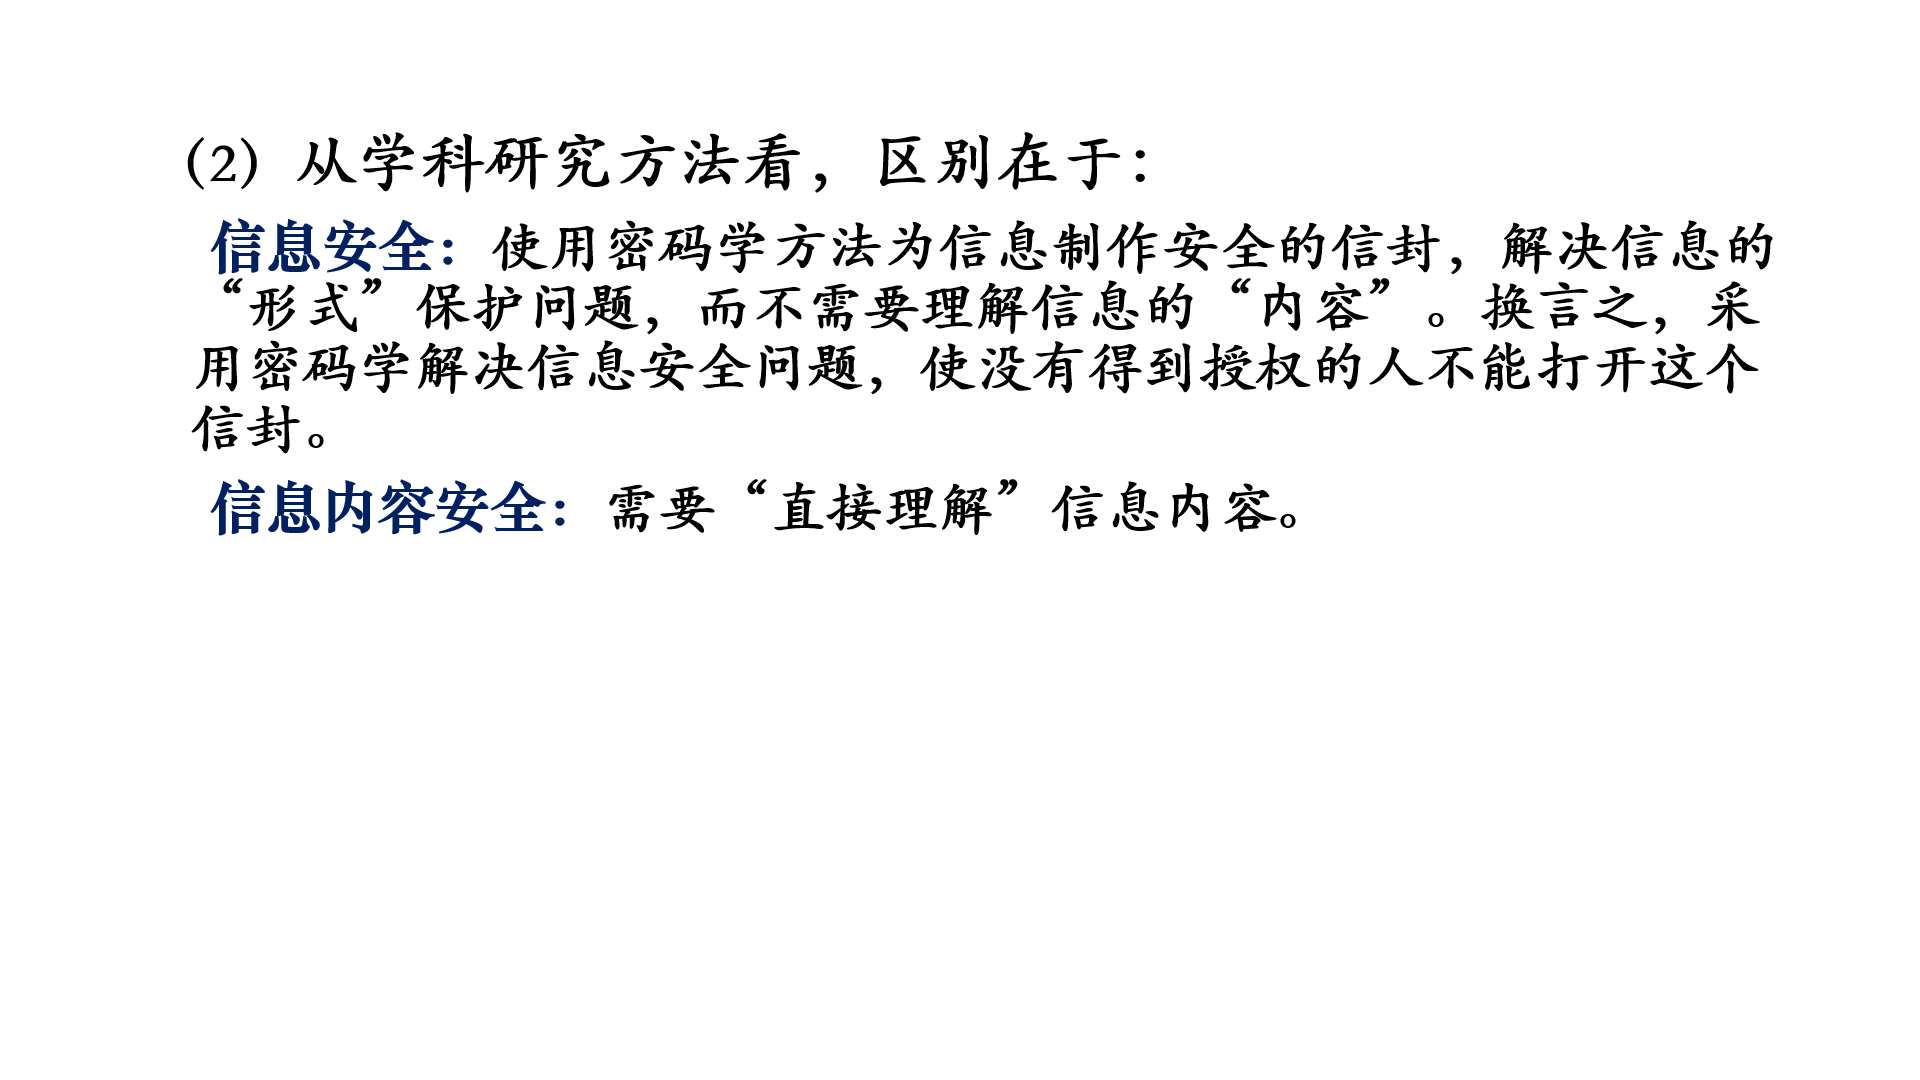 (2) 从学科研究方法看，区别在于：
信息安全：使用密码学方法为信息制作安全的信封，解决信息的
“形式”保护问题，而不需要理解信息的“内容”。换言之，采
用密码学解决信息安全问题，使没有得到授权的人不能打开这个
信封。
信息内容安全：需要“直接理解”信息内容。